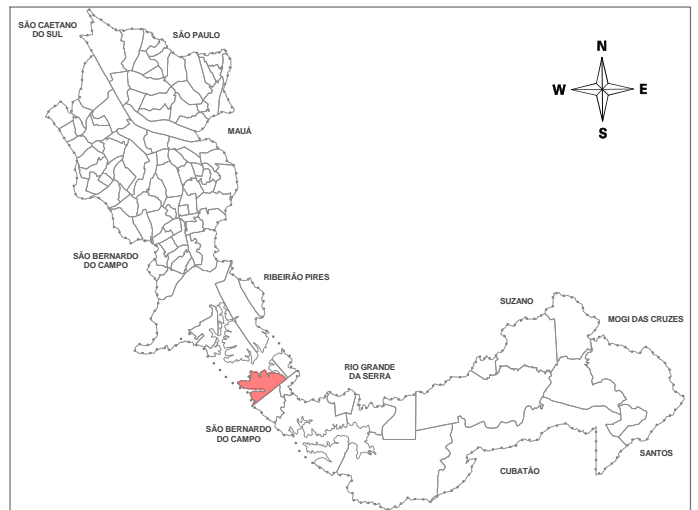 SÃO CAETANO
DO SUL
SÃO PAULO
N
W
E
S
MAUÁ
SÃO BERNARDO
DO CAMPO
RIBEIRÃO PIRES
SUZANO
MOGI DAS CRUZES
RIO GRANDE
DA SERRA
SÃO BERNARDO
DO CAMPO
SANTOS
CUBATÃO